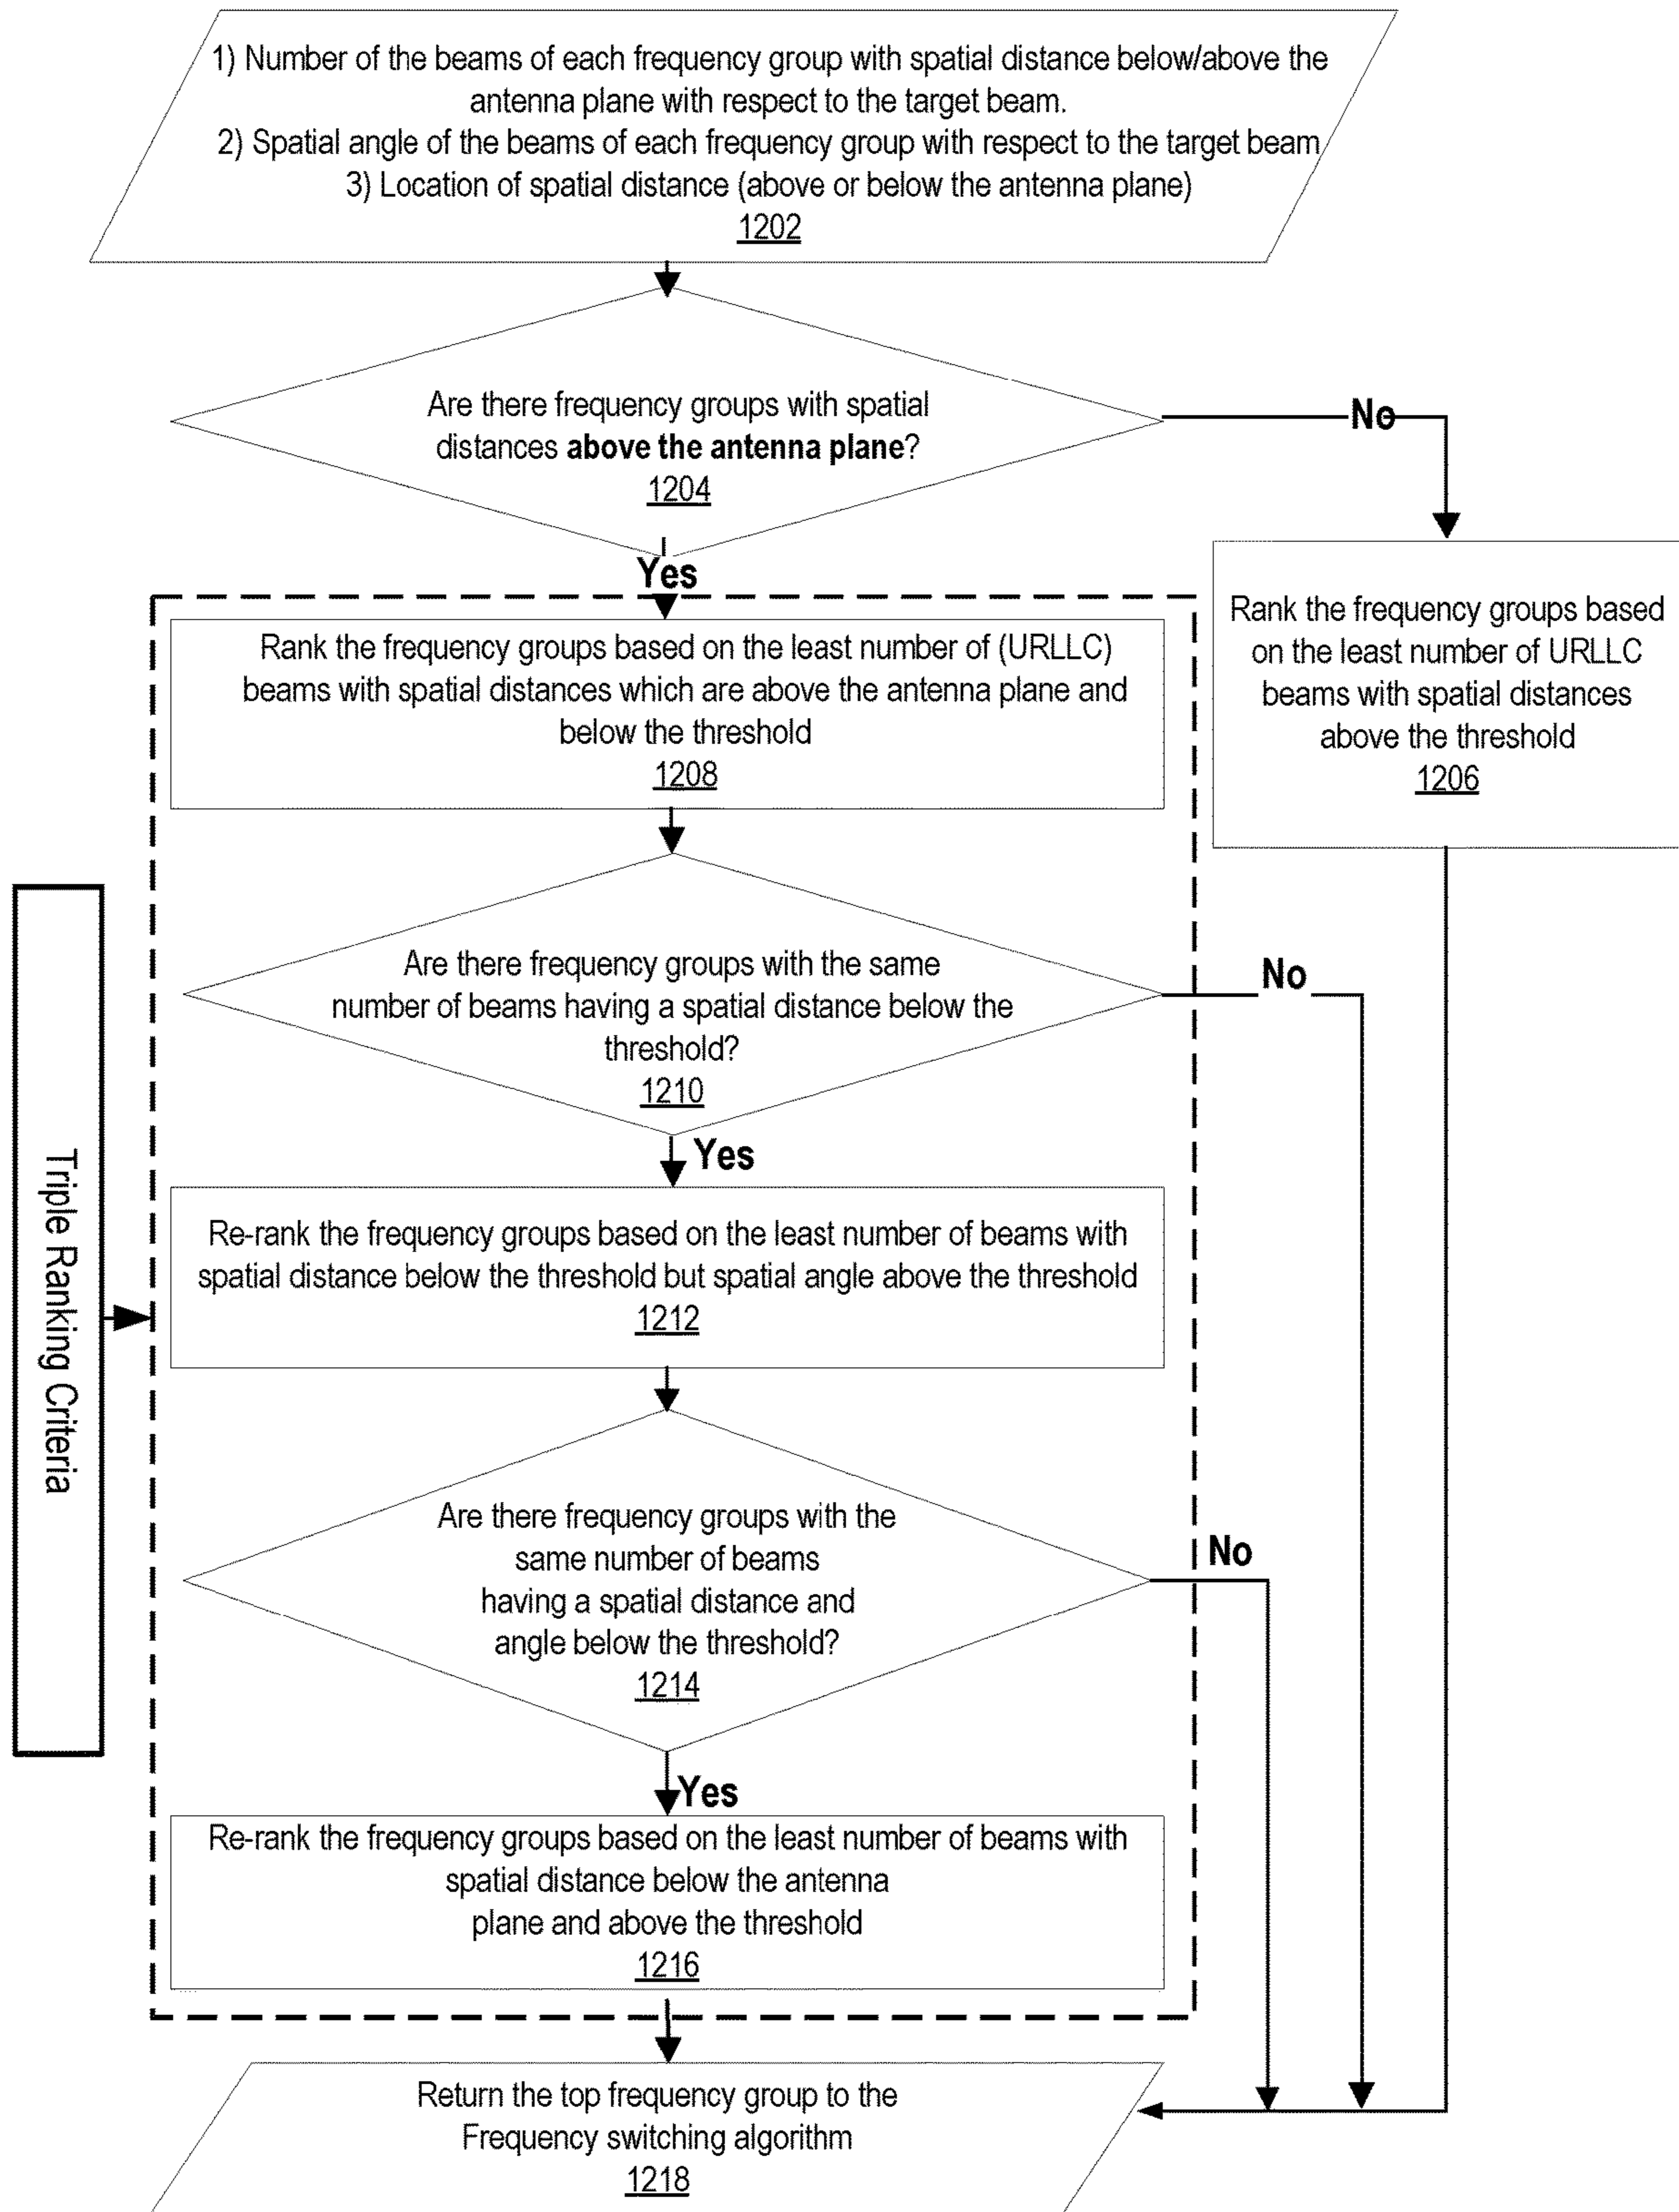 1) Number of the beams of each frequency group with spatial distance below/above the
antenna plane with respect to the target beam.
2) Spatial angle of the beams of each frequency group with respect to the target beam
3) Location of spatial distance (above or below the antenna plane)
1202
Are there frequency groups with spatial
distances above the antenna plane?
1204
No
Yes
Rank the frequency groups based
on the least number of URLLC
beams with spatial distances
above the threshold
1206
Rank the frequency groups based on the least number of (URLLC)
beams with spatial distances which are above the antenna plane and
below the threshold
1208
Are there frequency groups with the same
number of beams having a spatial distance below the
threshold?
1210
No
Yes
Re-rank the frequency groups based on the least number of beams with
spatial distance below the threshold but spatial angle above the threshold
1212
Triple Ranking Criteria
Are there frequency groups with the
same number of beams
having a spatial distance and
angle below the threshold?
1214
No
Yes
Re-rank the frequency groups based on the least number of beams with
spatial distance below the antenna
plane and above the threshold
1216
Return the top frequency group to the
Frequency switching algorithm
1218